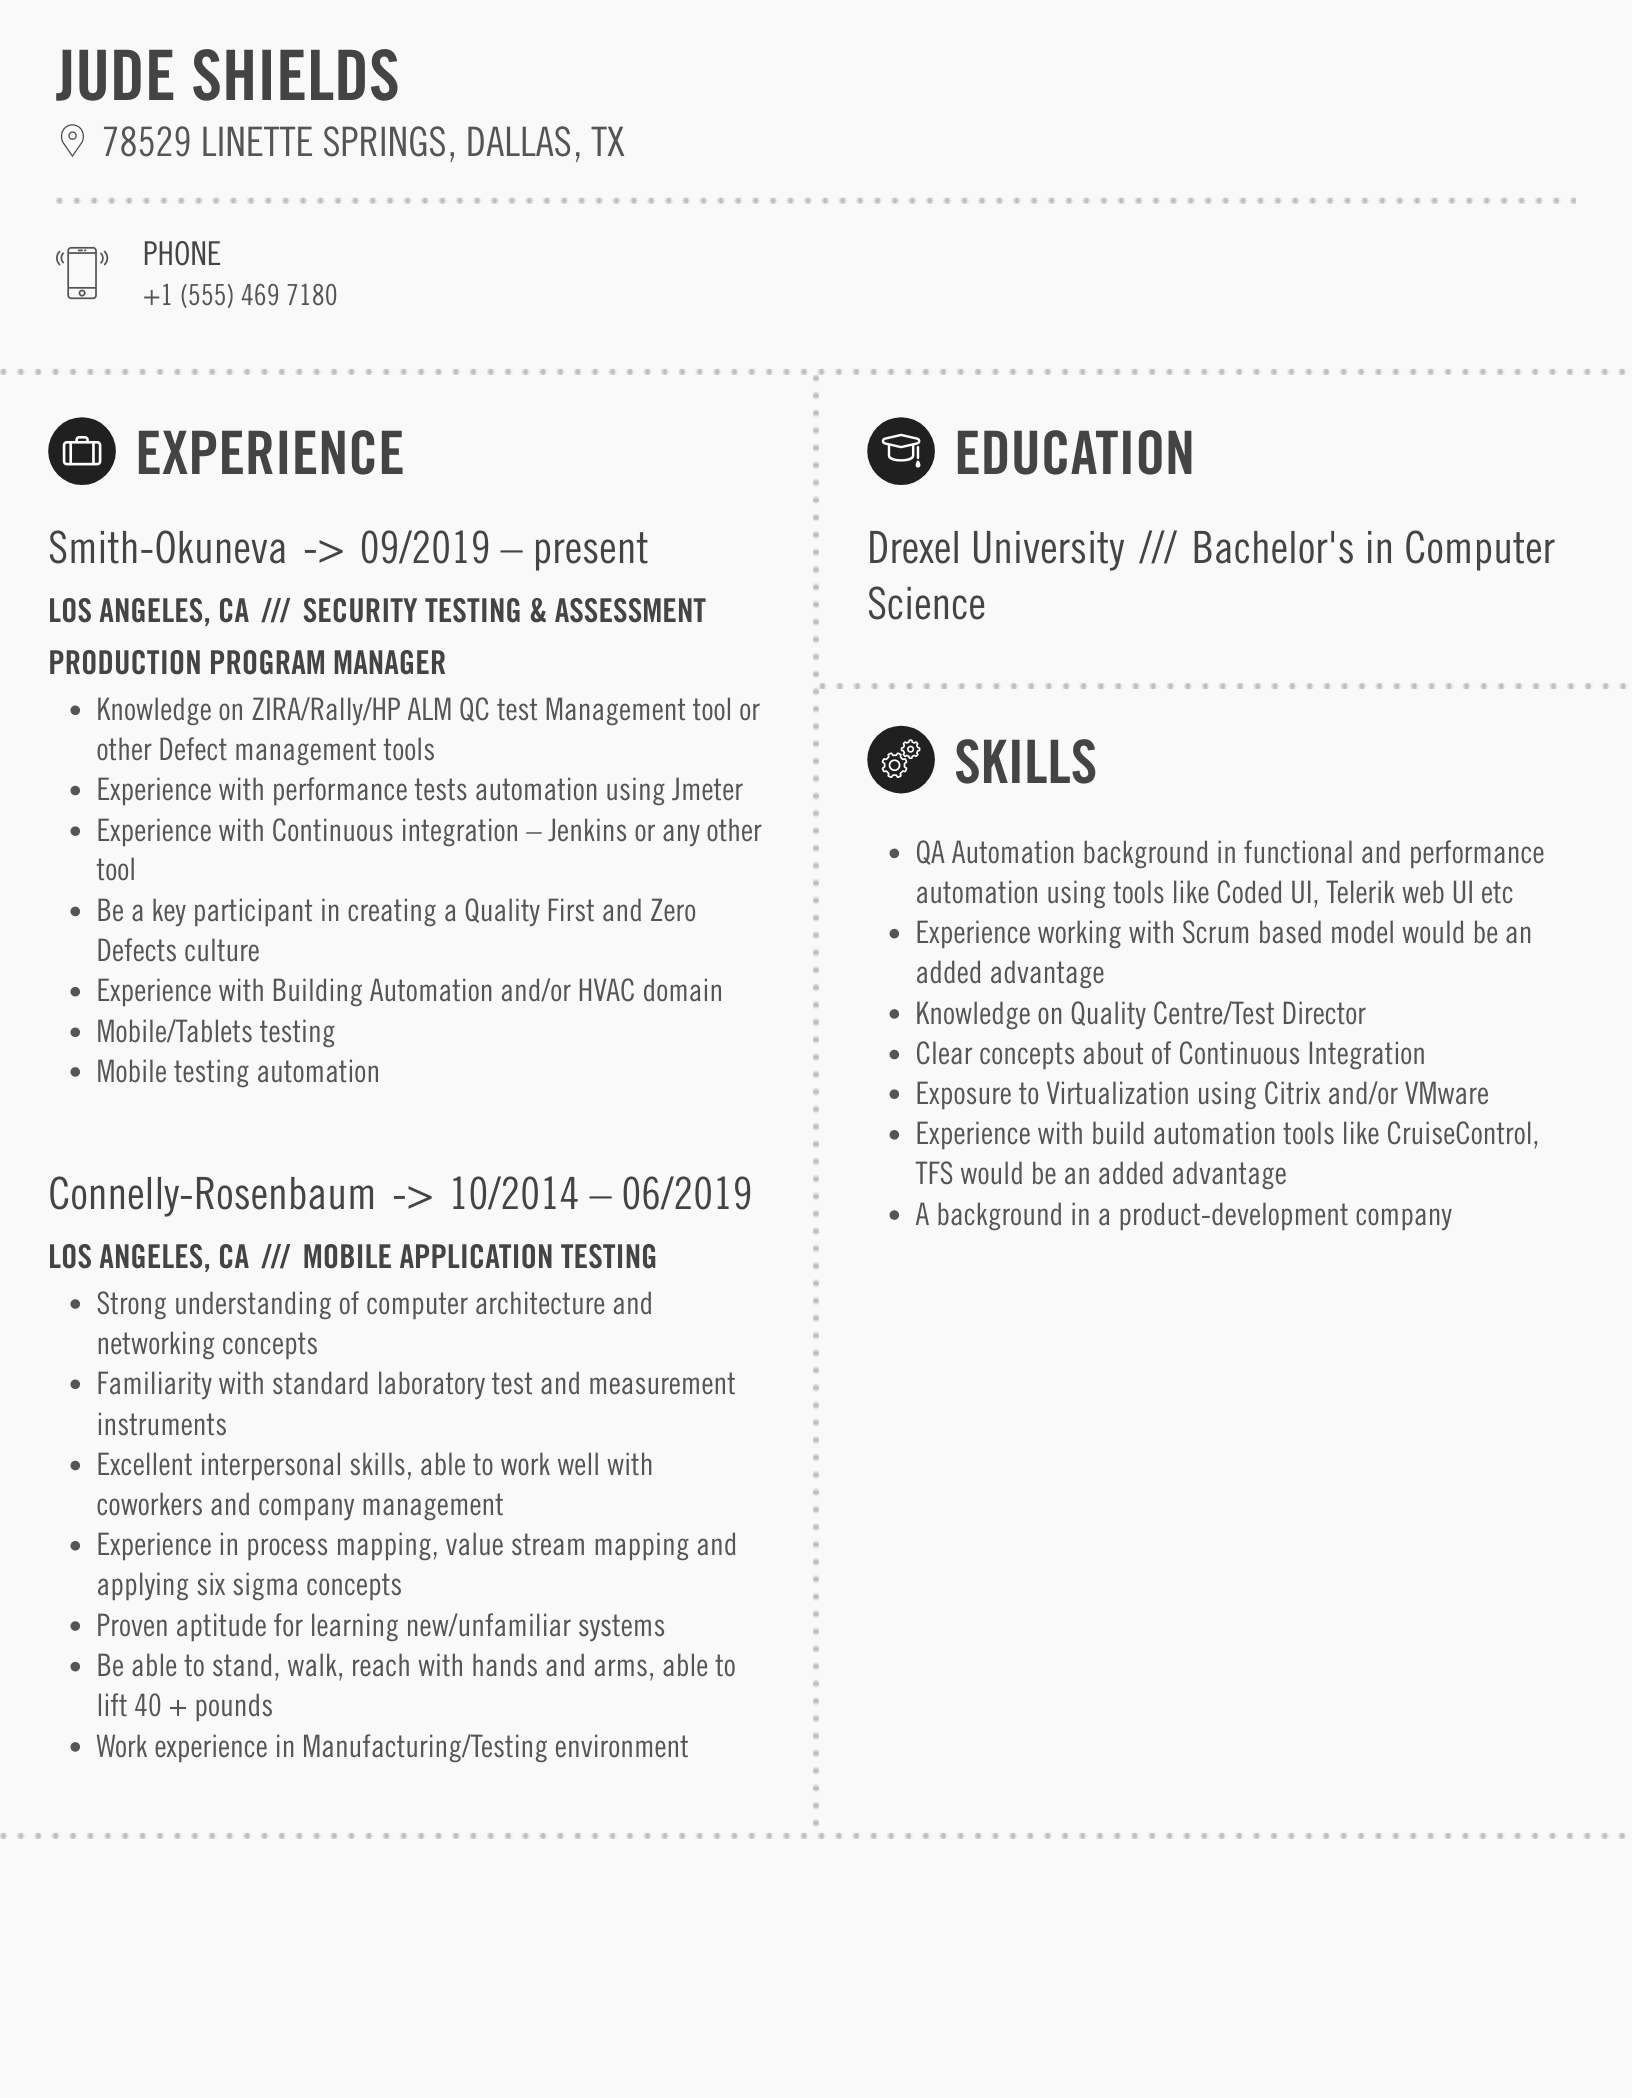 JUDE SHIELDS
78529 LINETTE SPRINGS, DALLAS, TX
PHONE
+1 (555) 469 7180
EXPERIENCE
Smith-Okuneva -> 09/2019 – present
LOS ANGELES, CA /// SECURITY TESTING & ASSESSMENT
PRODUCTION PROGRAM MANAGER
• Knowledge on ZIRA/Rally/HP ALM QC test Management tool or
other Defect management tools
• Experience with performance tests automation using Jmeter
• Experience with Continuous integration – Jenkins or any other
tool
• Be a key participant in creating a Quality First and Zero
Defects culture
• Experience with Building Automation and/or HVAC domain
• Mobile/Tablets testing
• Mobile testing automation
Connelly-Rosenbaum -> 10/2014 – 06/2019
LOS ANGELES, CA /// MOBILE APPLICATION TESTING
• Strong understanding of computer architecture and
networking concepts
• Familiarity with standard laboratory test and measurement
instruments
• Excellent interpersonal skills, able to work well with
coworkers and company management
• Experience in process mapping, value stream mapping and
applying six sigma concepts
• Proven aptitude for learning new/unfamiliar systems
• Be able to stand, walk, reach with hands and arms, able to
lift 40 + pounds
• Work experience in Manufacturing/Testing environment
EDUCATION
Drexel University /// Bachelor's in Computer
Science
SKILLS
• QA Automation background in functional and performance
automation using tools like Coded UI, Telerik web UI etc
• Experience working with Scrum based model would be an
added advantage
• Knowledge on Quality Centre/Test Director
• Clear concepts about of Continuous Integration
• Exposure to Virtualization using Citrix and/or VMware
• Experience with build automation tools like CruiseControl,
TFS would be an added advantage
• A background in a product-development company